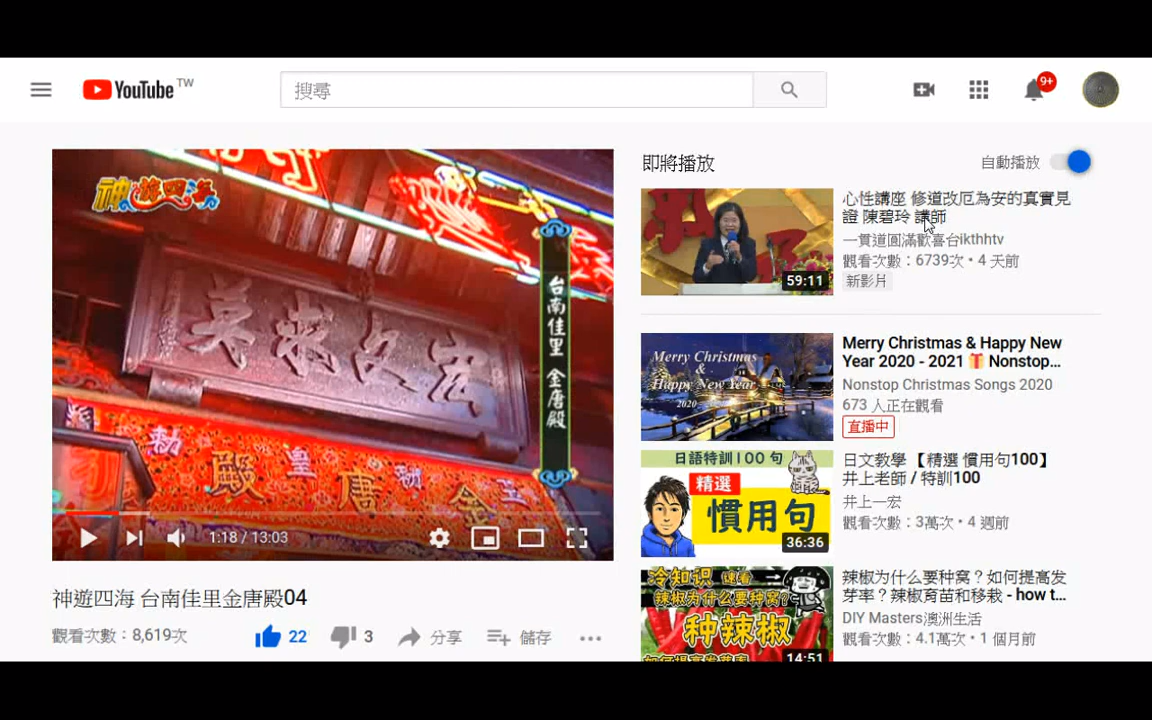 YouTube TW
搜尋
9+
神遊四海
台南佳里 金唐殿
玉勅金唐殿
1:18 / 13:03
神遊四海 台南佳里金唐殿04
觀看次數：8,619次
22
3
分享
儲存
即將播放
自動播放
59:11
心性講座 修道改厄為安的真實見
證 陳碧玲 講師
一貫道圓滿歡喜台ikthhtv
觀看次數：6739次 • 4 天前
新影片
Merry Christmas
&
Happy New Year
2020
Merry Christmas & Happy New
Year 2020 - 2021 🎁 Nonstop...
Nonstop Christmas Songs 2020
673 人正在觀看
直播中
日語特訓100句
精選
慣用句
36:36
日文教學 【精選 慣用句100】
井上老師 / 特訓100
井上一宏
觀看次數：3萬次 • 4 週前
冷知识 速看
辣椒为什么要种窝?
种辣椒
14:51
辣椒为什么要种窝？如何提高发
芽率？辣椒育苗和移栽 - how t...
DIY Masters澳洲生活
觀看次數：4.1萬次 • 1 個月前